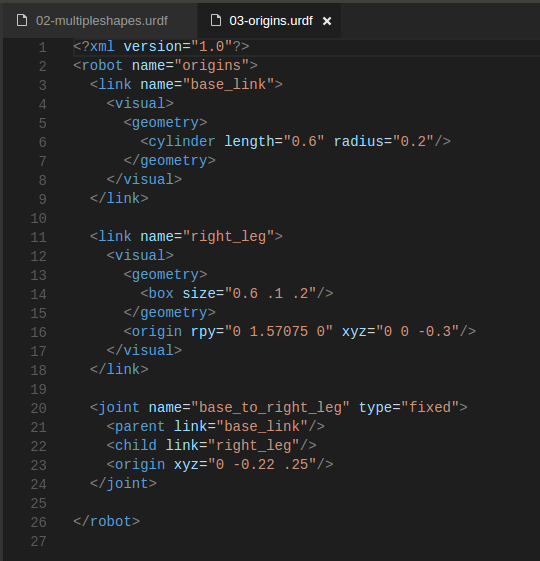 02-multipleshapes.urdf 03-origins.urdf ×
1 <?xml version="1.0"?>
2 <robot name="origins">
3   <link name="base_link">
4     <visual>
5       <geometry>
6         <cylinder length="0.6" radius="0.2"/>
7       </geometry>
8     </visual>
9   </link>
10
11   <link name="right_leg">
12     <visual>
13       <geometry>
14         <box size="0.6 .1 .2"/>
15       </geometry>
16       <origin rpy="0 1.57075 0" xyz="0 0 -0.3"/>
17     </visual>
18   </link>
19
20   <joint name="base_to_right_leg" type="fixed">
21     <parent link="base_link"/>
22     <child link="right_leg"/>
23     <origin xyz="0 -0.22 .25"/>
24   </joint>
25
26 </robot>
27